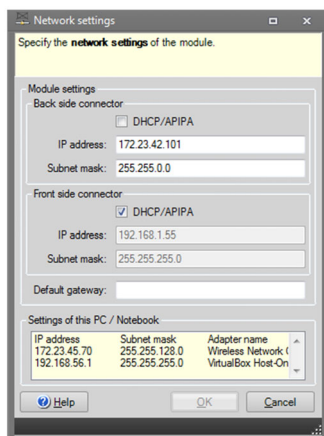 Network settings
Specify the network settings of the module.
Module settings
Back side connector
DHCP/APIPA
IP address: 172.23.42.101
Subnet mask: 255.255.0.0
Front side connector
DHCP/APIPA
IP address: 192.168.1.55
Subnet mask: 255.255.255.0
Default gateway:
Settings of this PC / Notebook
IP address Subnet mask Adapter name
172.23.45.70 255.255.128.0 Wireless Network (
192.168.56.1 255.255.255.0 VirtualBox Host-On
Help OK Cancel